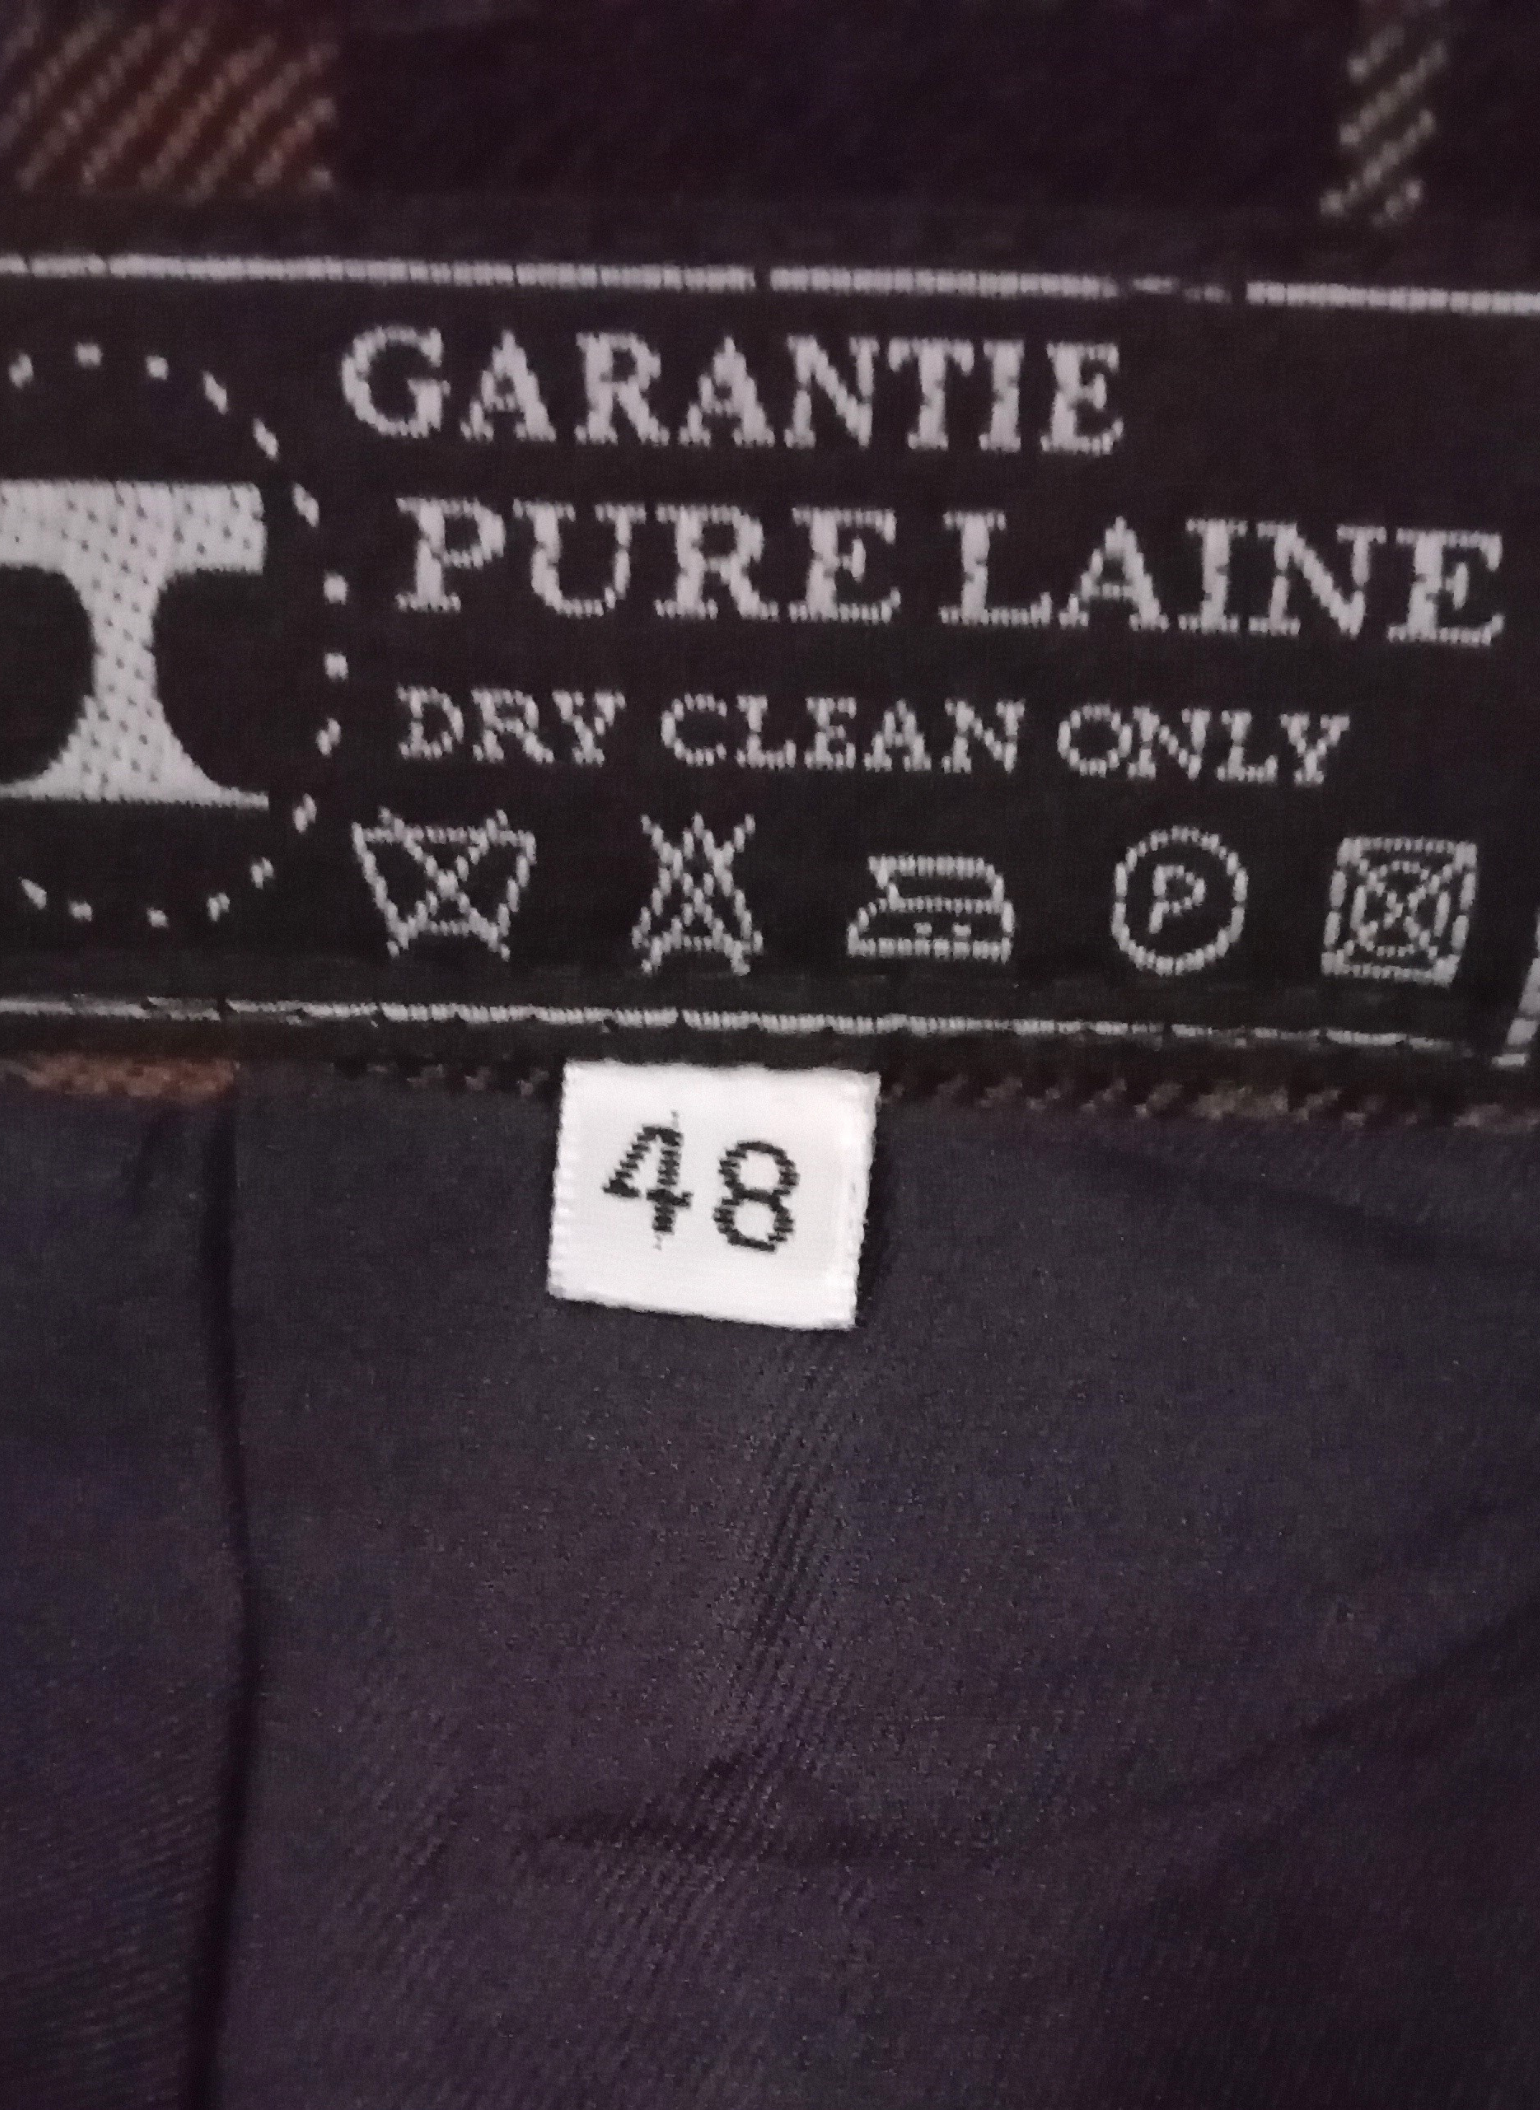 GARANTIE
I PURE LAINE
DRY CLEAN ONLY
P
48